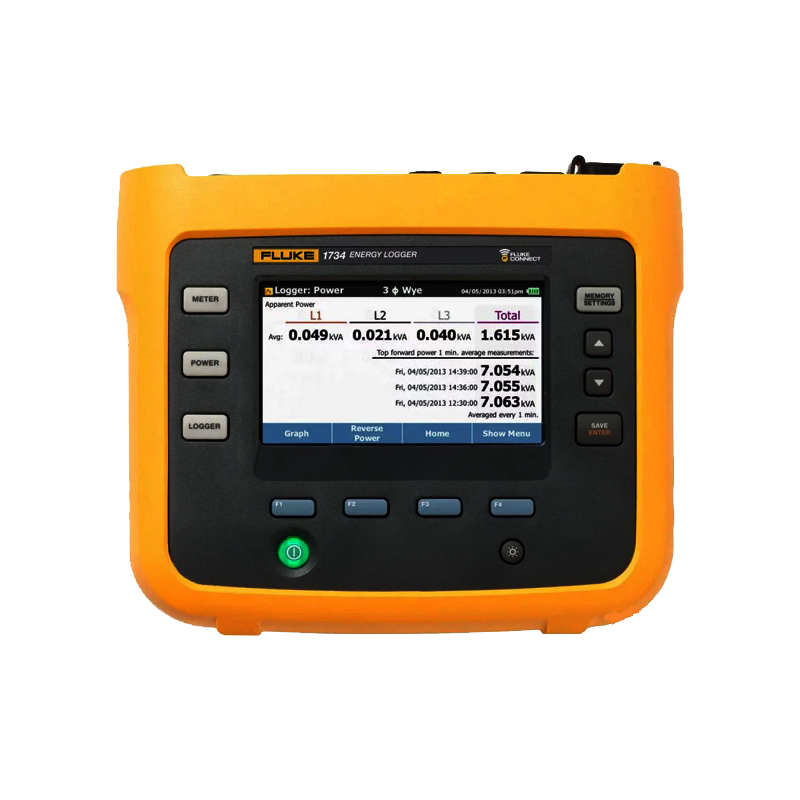 FLUKE 1734 ENERGY LOGGER
FLUKE CONNECT
Logger: Power 3 ϕ Wye 04/05/2013 03:51pm
Apparent Power
L1 L2 L3 Total
Avg: 0.049 kVA 0.021 kVA 0.040 kVA 1.615 kVA
Top forward power 1 min. average measurements:
Fri, 04/05/2013 14:39:00 7.054 kVA
Fri, 04/05/2013 14:36:00 7.055 kVA
Fri, 04/05/2013 12:30:00 7.063 kVA
Averaged every 1 min.
Graph
Reverse
Power
Home
Show Menu
METER
POWER
LOGGER
MEMORY
SETTINGS
SAVE
ENTER
F1 F2 F3 F4